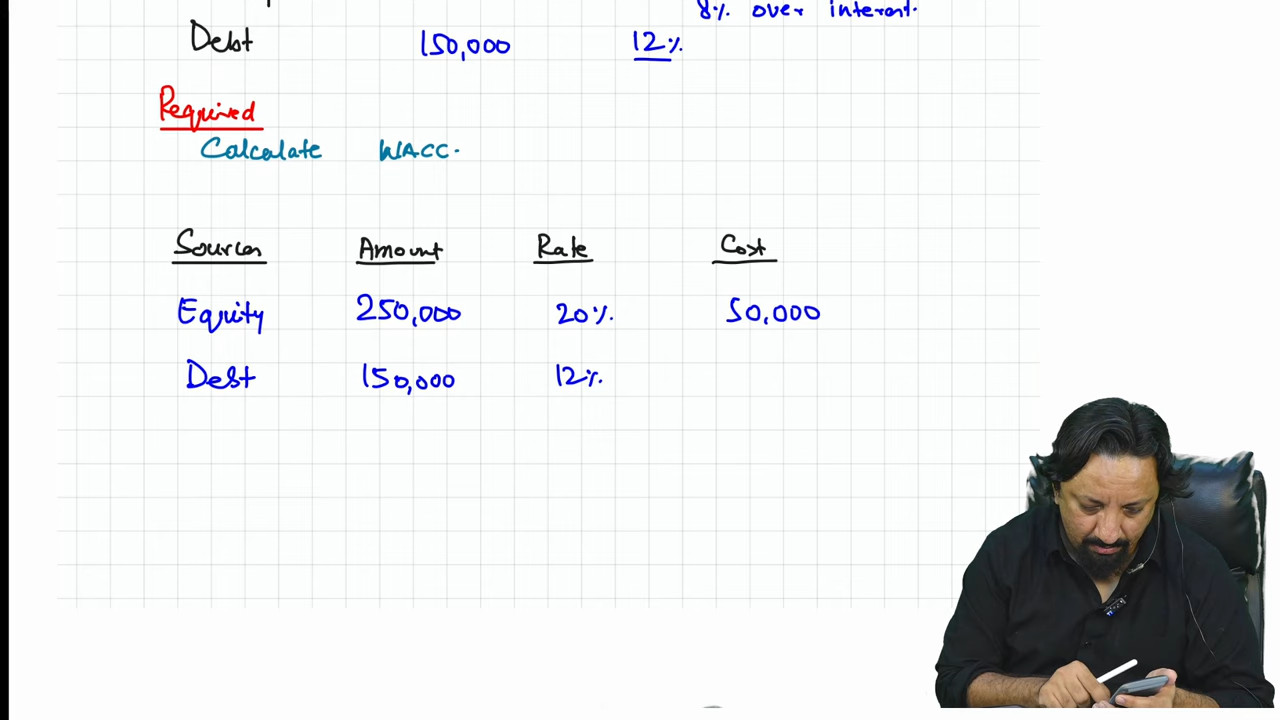 8% over interest.
Debt 150,000 12%
Required
Calculate WACC.
Sources Amount Rate Cost
Equity 250,000 20% 50,000
Debt 150,000 12%